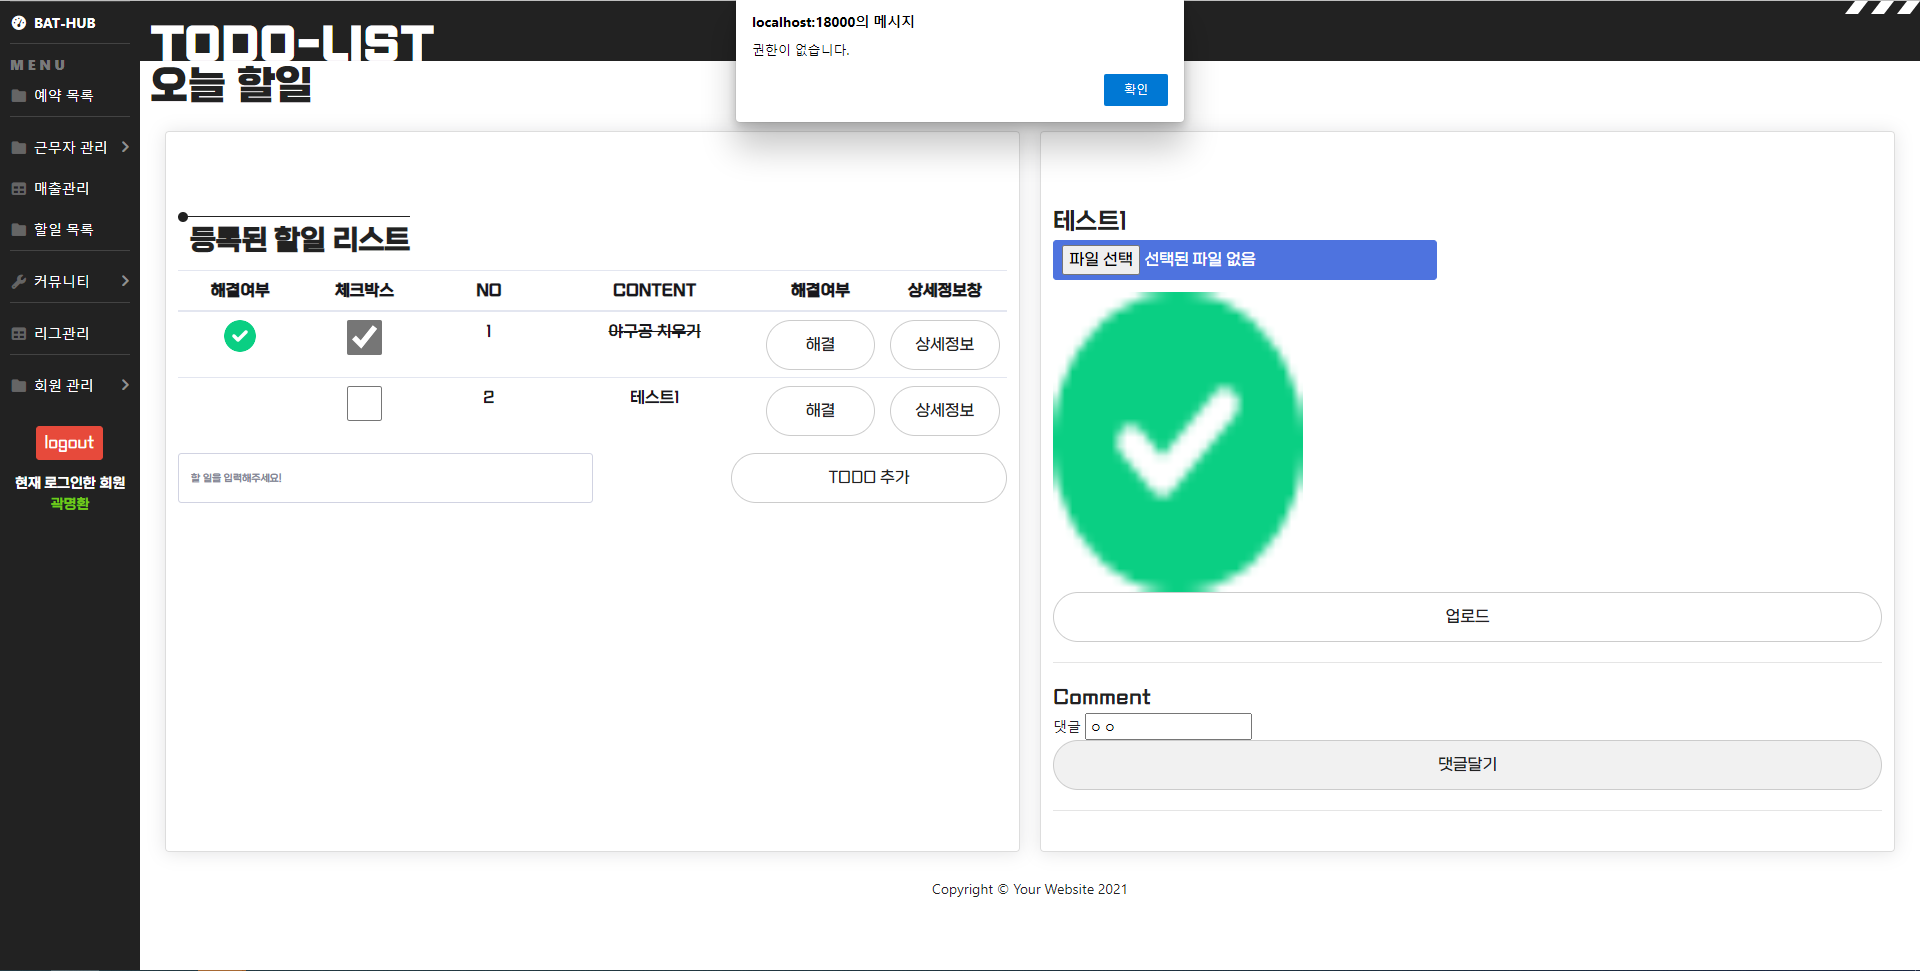 BAT-HUB
MENU
예약 목록
근무자 관리
매출관리
할일 목록
커뮤니티
리그관리
회원 관리
logout
현재 로그인한 회원
곽명환
TODO-LIST
오늘 할일
localhost:18000의 메시지
권한이 없습니다.
확인
등록된 할일 리스트
해결여부 체크박스 NO CONTENT 해결여부 상세정보창
1 야구공 치우기 해결 상세정보
2 테스트1 해결 상세정보
할 일을 입력해주세요!
TODO 추가
테스트1
파일 선택 선택된 파일 없음
업로드
Comment
댓글 ㅇㅇ
댓글달기
Copyright © Your Website 2021